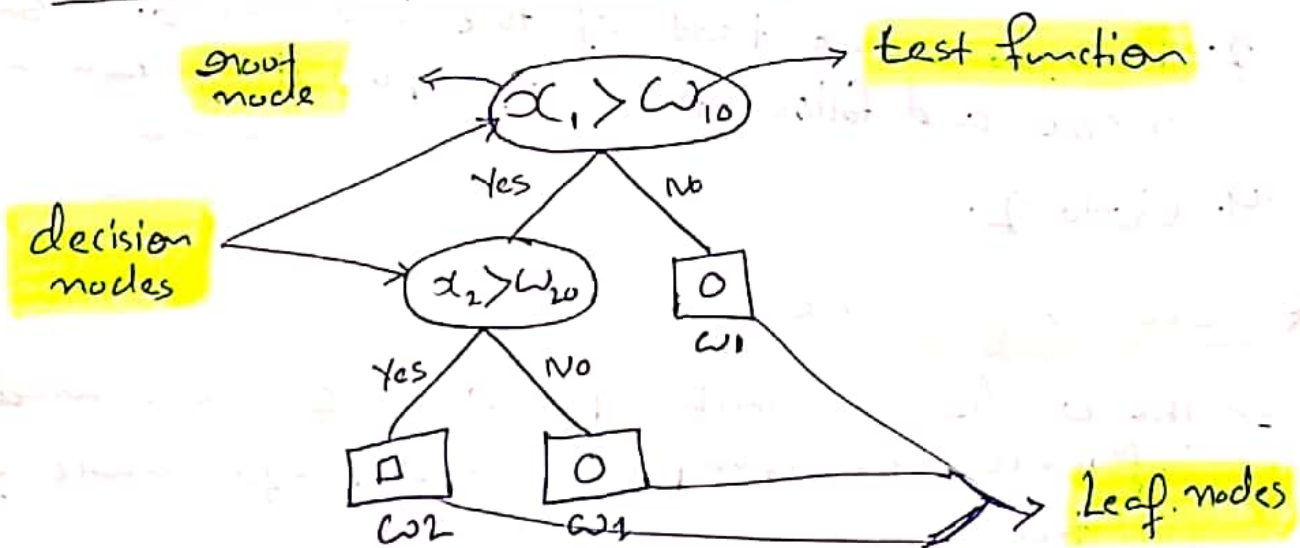 root
node
test function.
x₁ > ω₁₀
Yes
No
decision
nodes
x₂>ω₂₀
O
ω1
Yes
No
□
O
ω2
ω1
Leaf nodes